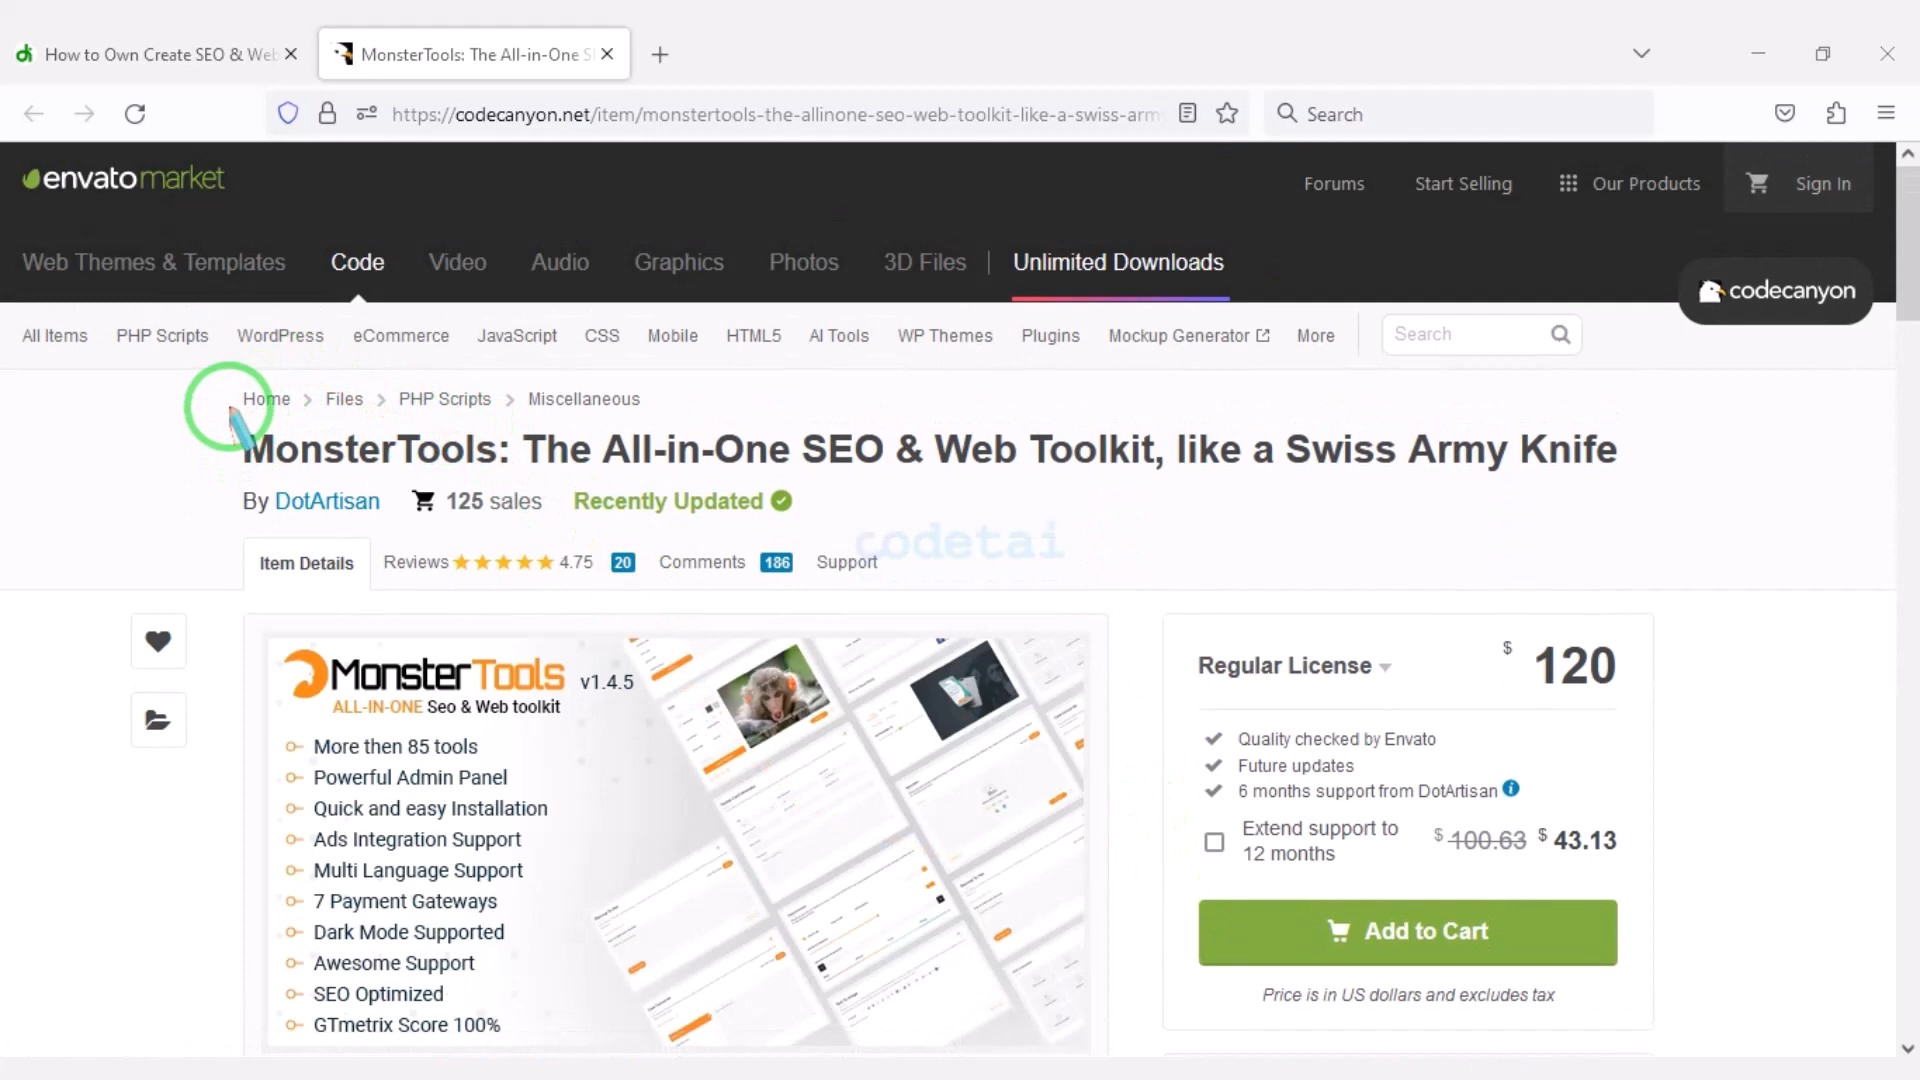 How to Own Create SEO & Web
MonsterTools: The All-in-One S
https://codecanyon.net/item/monstertools-the-allinone-seo-web-toolkit-like-a-swiss-arm
Search
envato market
Forums
Start Selling
Our Products
Sign In
Web Themes & Templates
Code
Video
Audio
Graphics
Photos
3D Files
Unlimited Downloads
codecanyon
All Items
PHP Scripts
WordPress
eCommerce
JavaScript
CSS
Mobile
HTML5
AI Tools
WP Themes
Plugins
Mockup Generator
More
Search
Home > Files > PHP Scripts > Miscellaneous
MonsterTools: The All-in-One SEO & Web Toolkit, like a Swiss Army Knife
By DotArtisan 125 sales Recently Updated
codetai
Item Details
Reviews 4.75 20
Comments 186
Support
MonsterTools v1.4.5
ALL-IN-ONE Seo & Web toolkit
More then 85 tools
Powerful Admin Panel
Quick and easy Installation
Ads Integration Support
Multi Language Support
7 Payment Gateways
Dark Mode Supported
Awesome Support
SEO Optimized
GTmetrix Score 100%
Regular License
$ 120
Quality checked by Envato
Future updates
6 months support from DotArtisan
Extend support to
12 months
$ 100.63 $ 43.13
Add to Cart
Price is in US dollars and excludes tax